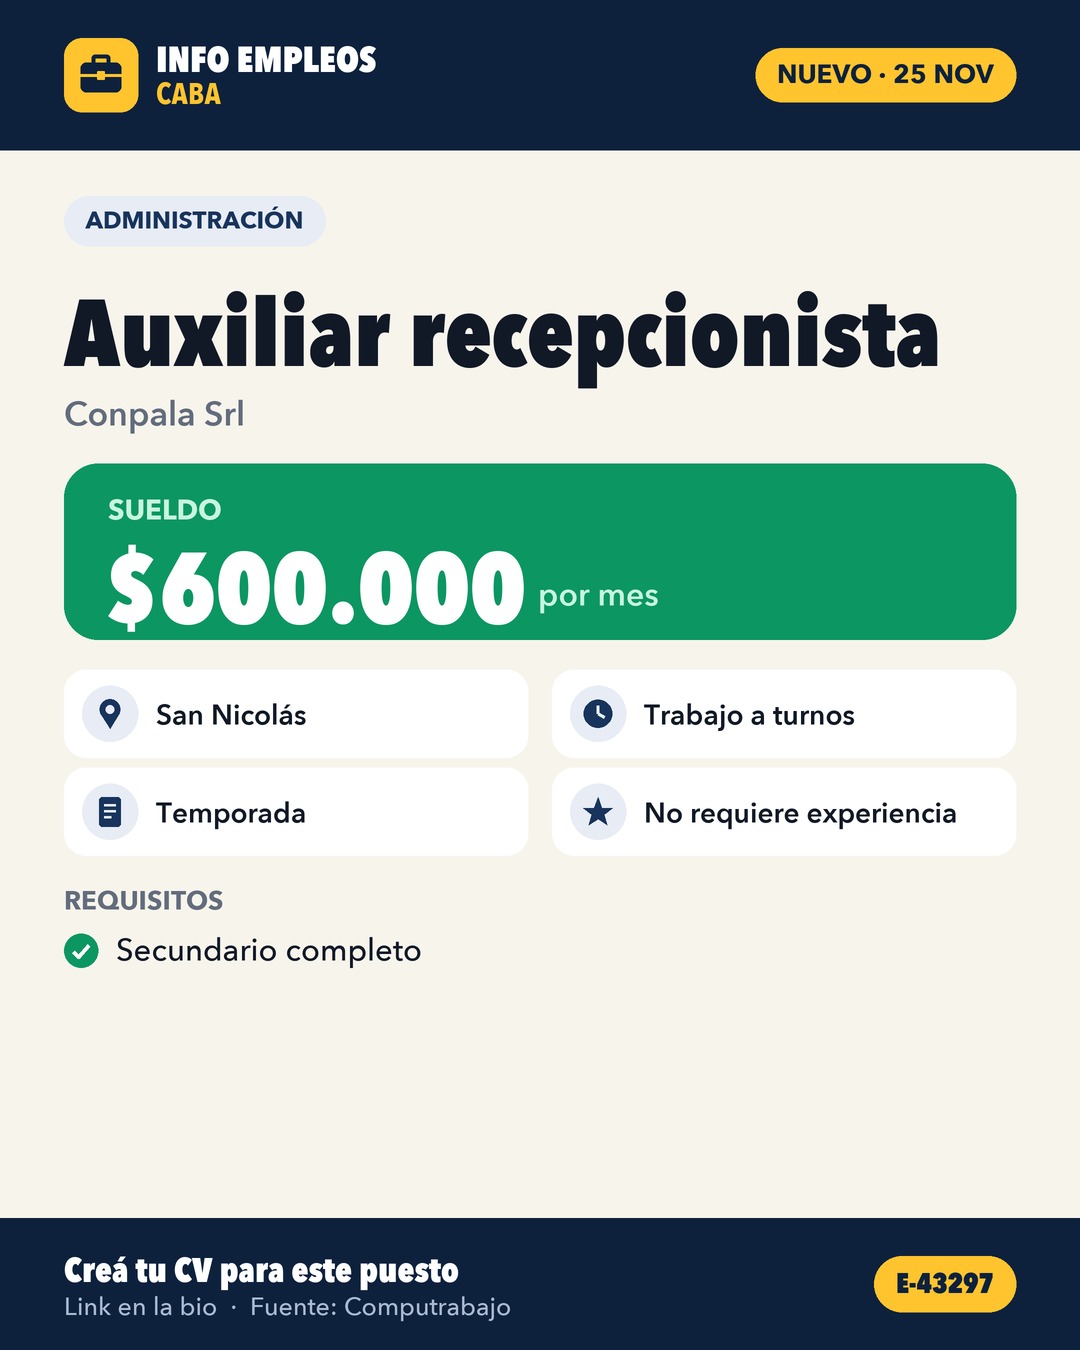 INFO EMPLEOS
CABA
NUEVO · 25 NOV
ADMINISTRACIÓN
Auxiliar recepcionista
Conpala Srl
SUELDO
$600.000 por mes
San Nicolás
Trabajo a turnos
Temporada
No requiere experiencia
REQUISITOS
Secundario completo
Creá tu CV para este puesto
Link en la bio · Fuente: Computrabajo
E-43297